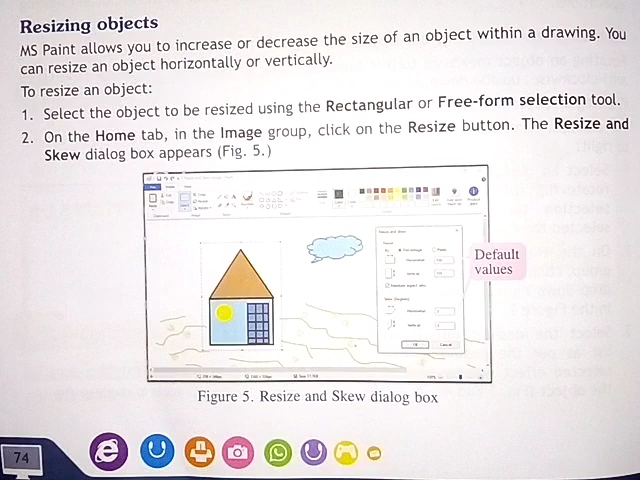 Resizing objects
MS Paint allows you to increase or decrease the size of an object within a drawing. You
can resize an object horizontally or vertically.
To resize an object:
1. Select the object to be resized using the Rectangular or Free-form selection tool.
2. On the Home tab, in the Image group, click on the Resize button. The Resize and
Skew dialog box appears (Fig. 5.)
Default
values
Figure 5. Resize and Skew dialog box
74